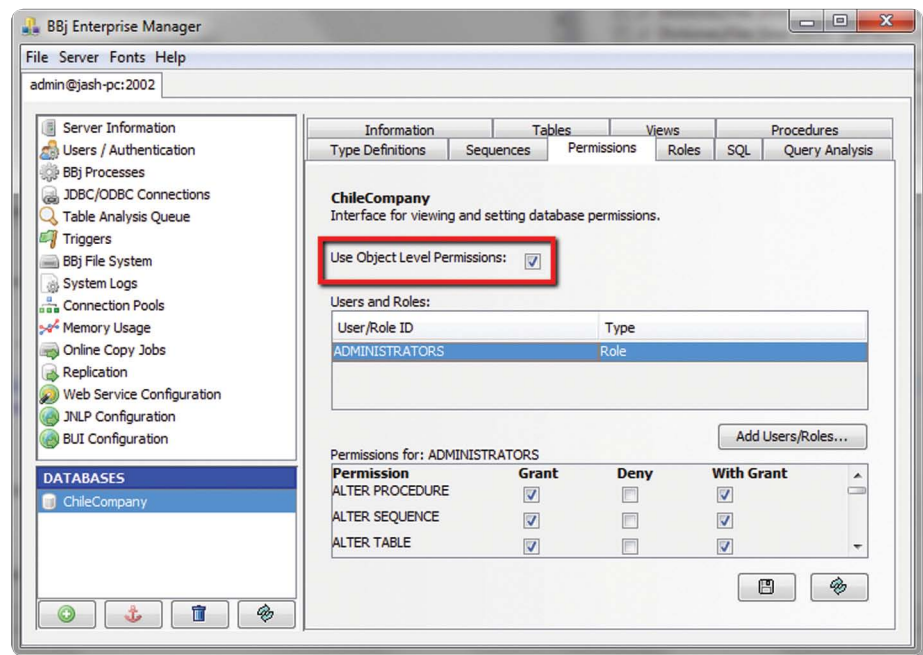 BBj Enterprise Manager
File Server Fonts Help
admin@jash-pc:2002
Server Information
Users / Authentication
BBj Processes
JDBC/ODBC Connections
Table Analysis Queue
Triggers
BBj File System
System Logs
Connection Pools
Memory Usage
Online Copy Jobs
Replication
Web Service Configuration
JNLP Configuration
BUI Configuration
DATABASES
ChileCompany
Information Tables Views Procedures
Type Definitions Sequences Permissions Roles SQL Query Analysis
ChileCompany
Interface for viewing and setting database permissions.
Use Object Level Permissions:
Users and Roles:
User/Role ID Type
ADMINISTRATORS Role
Add Users/Roles...
Permissions for: ADMINISTRATORS
Permission Grant Deny With Grant
ALTER PROCEDURE
ALTER SEQUENCE
ALTER TABLE